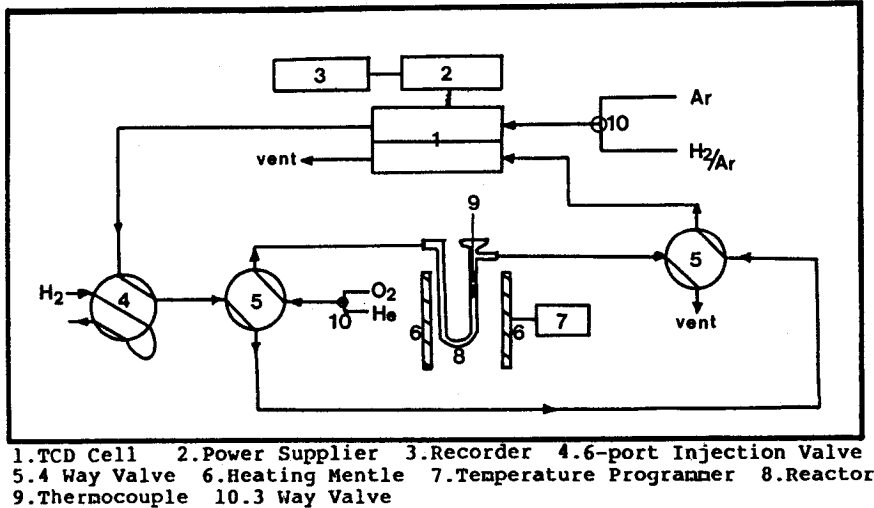 3 2
Ar
10
1
H2/Ar
vent
9
H2 4 5 O2
10 He
6 8 6 7
5
vent
1.TCD Cell 2.Power Supplier 3.Recorder 4.6-port Injection Valve
5.4 Way Valve 6.Heating Mentle 7.Temperature Programmer 8.Reactor
9.Thermocouple 10.3 Way Valve